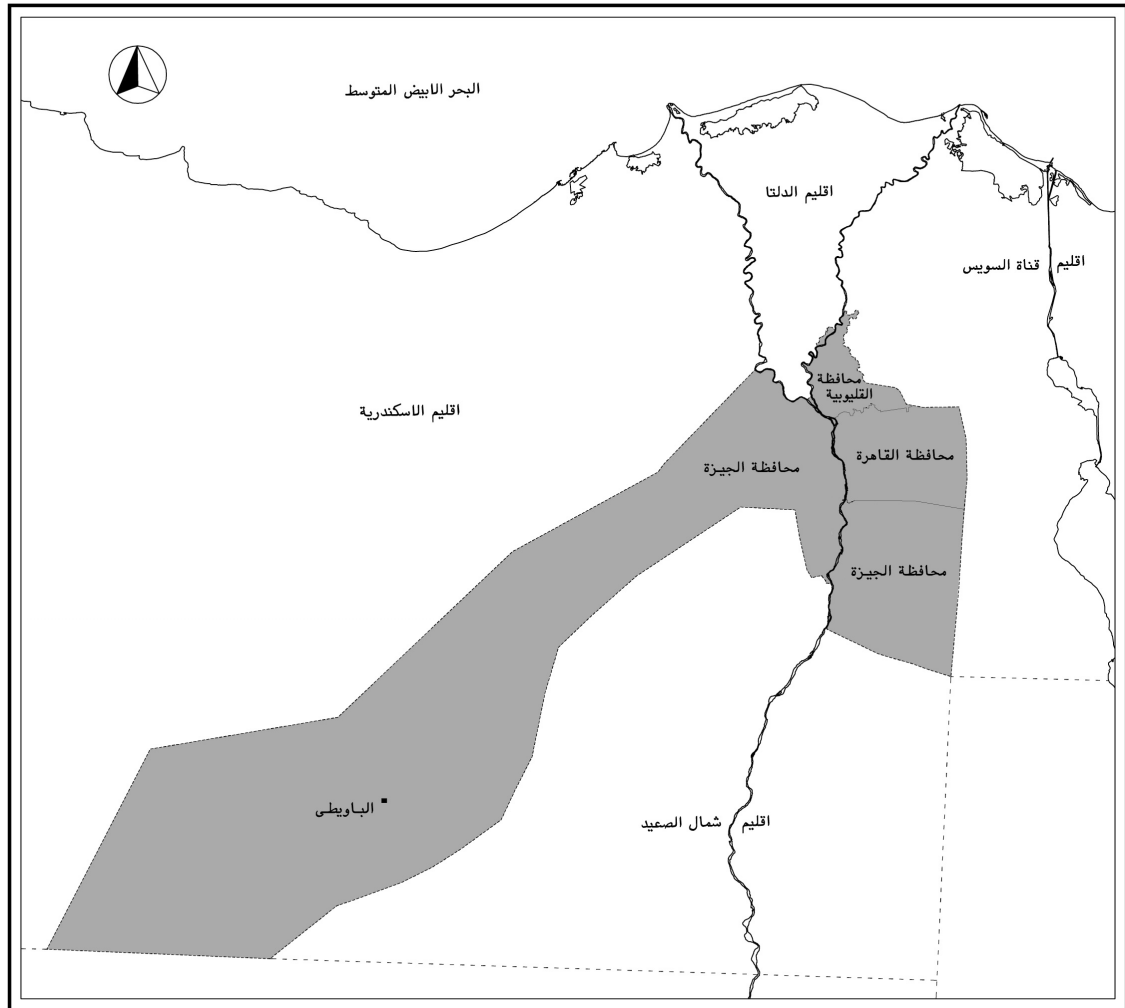 البحر الابيض المتوسط
اقليم الدلتا
اقليم قناة السويس
محافظة
القليوبية
اقليم الاسكندرية
محافظة القاهرة
محافظة الجيزة
محافظة الجيزة
الباويطى
اقليم شمال الصعيد